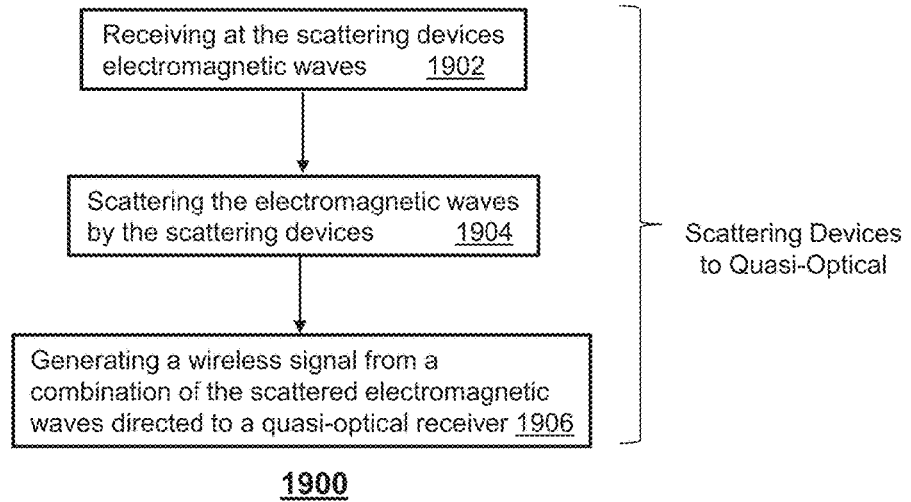 Receiving at the scattering devices
electromagnetic waves 1902
Scattering the electromagnetic waves
by the scattering devices 1904
Scattering Devices
to Quasi-Optical
Generating a wireless signal from a
combination of the scattered electromagnetic
waves directed to a quasi-optical receiver 1906
1900